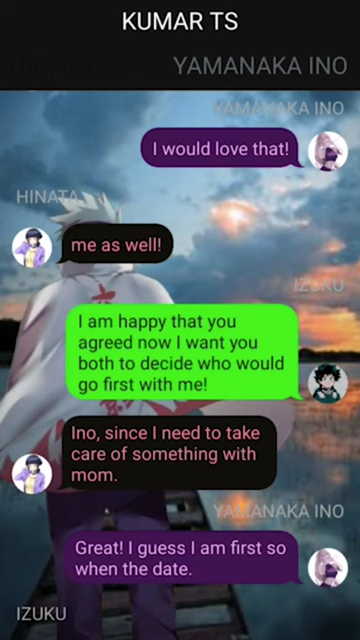 KUMAR TS
HINATA
YAMANAKA INO
YAMANAKA INO
I would love that!
HINATA
me as well!
IZUKU
I am happy that you
agreed now I want you
both to decide who would
go first with me!
Ino, since I need to take
care of something with
mom.
YAMANAKA INO
Great! I guess I am first so
when the date.
IZUKU